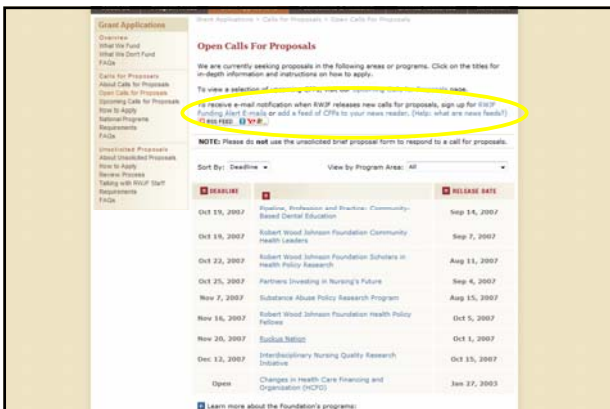 Grant Applications > Calls for Proposals > Open Calls For Proposals
Grant Applications
Overview
What We Fund
What We Don't Fund
FAQs
Calls for Proposals
About Calls for Proposals
Open Calls for Proposals
Upcoming Calls for Proposals
How to Apply
National Programs
Requirements
FAQs
Unsolicited Proposals
About Unsolicited Proposals
How to Apply
Review Process
Talking with RWJF Staff
Requirements
FAQs
Open Calls For Proposals
We are currently seeking proposals in the following areas or programs. Click on the titles for
in-depth information and instructions on how to apply.
To view a selection of
To receive e-mail notification when RWJF releases new calls for proposals, sign up for RWJF
Funding Alert E-mails or add a feed of CFPs to your news reader. (Help: what are news feeds?)
RSS FEED
NOTE: Please do not use the unsolicited brief proposal form to respond to a call for proposals.
Sort By: Deadline View by Program Area: All
DEADLINE RELEASE DATE
Oct 19, 2007 Pipeline, Profession and Practice: Community-
Based Dental Education Sep 14, 2007
Oct 19, 2007 Robert Wood Johnson Foundation Community
Health Leaders Sep 7, 2007
Oct 22, 2007 Robert Wood Johnson Foundation Scholars in
Health Policy Research Aug 11, 2007
Oct 25, 2007 Partners Investing in Nursing's Future Sep 4, 2007
Nov 7, 2007 Substance Abuse Policy Research Program Aug 15, 2007
Nov 16, 2007 Robert Wood Johnson Foundation Health Policy
Fellows Oct 5, 2007
Nov 20, 2007 Ruckus Nation Oct 1, 2007
Dec 12, 2007 Interdisciplinary Nursing Quality Research
Initiative Oct 15, 2007
Open Changes in Health Care Financing and
Organization (HCFO) Jan 27, 2003
Learn more about the Foundation's programs: